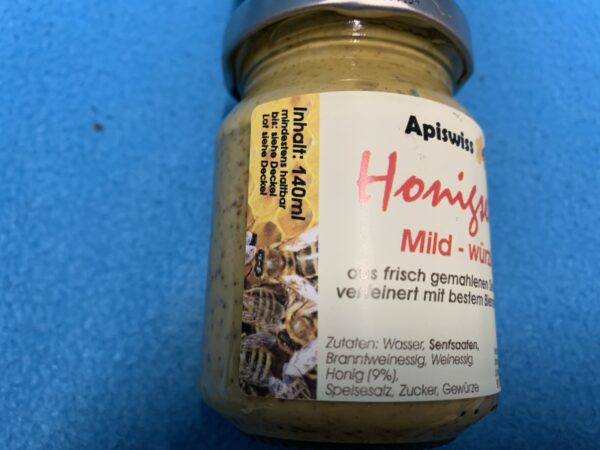 Inhalt: 140ml
mindestens haltbar
bis: siehe Deckel
Lot siehe Deckel
Apiswiss
Mild -
aus frisch gemahlenen
verfeinert mit bestem
Zutaten: Wasser, Senfsaaten,
Branntweinessig, Weinessig,
Honig (9%),
Speisesalz, Zucker, Gewürze